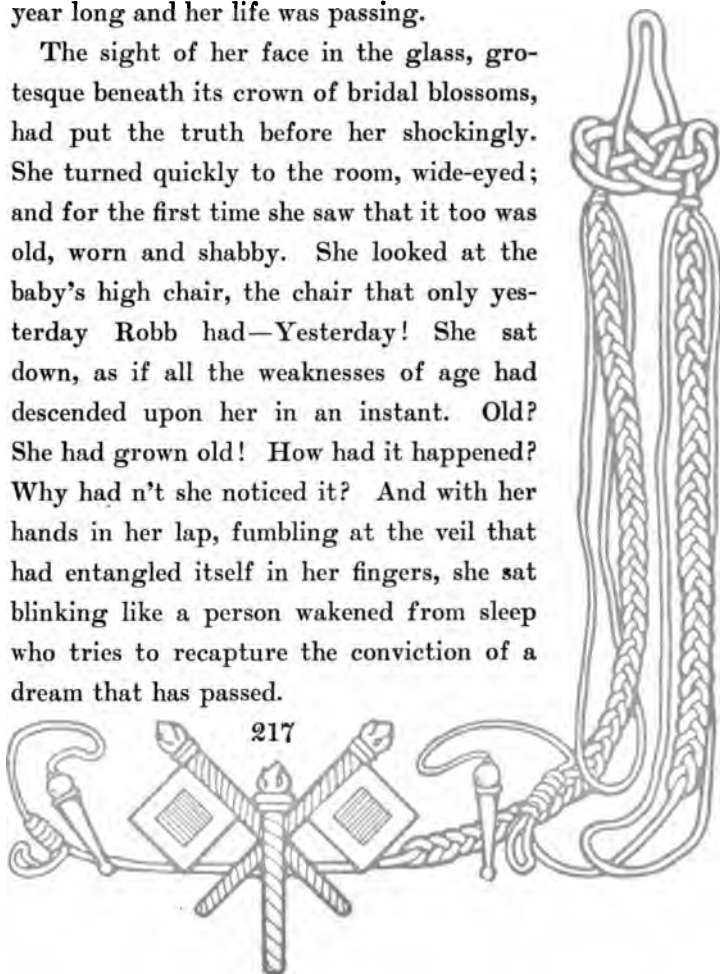 year long and her life was passing.
The sight of her face in the glass, gro-
tesque beneath its crown of bridal blossoms,
had put the truth before her shockingly.
She turned quickly to the room, wide-eyed;
and for the first time she saw that it too was
old, worn and shabby. She looked at the
baby's high chair, the chair that only yes-
terday Robb had—Yesterday! She sat
down, as if all the weaknesses of age had
descended upon her in an instant. Old?
She had grown old! How had it happened?
Why had n't she noticed it? And with her
hands in her lap, fumbling at the veil that
had entangled itself in her fingers, she sat
blinking like a person wakened from sleep
who tries to recapture the conviction of a
dream that has passed.
217